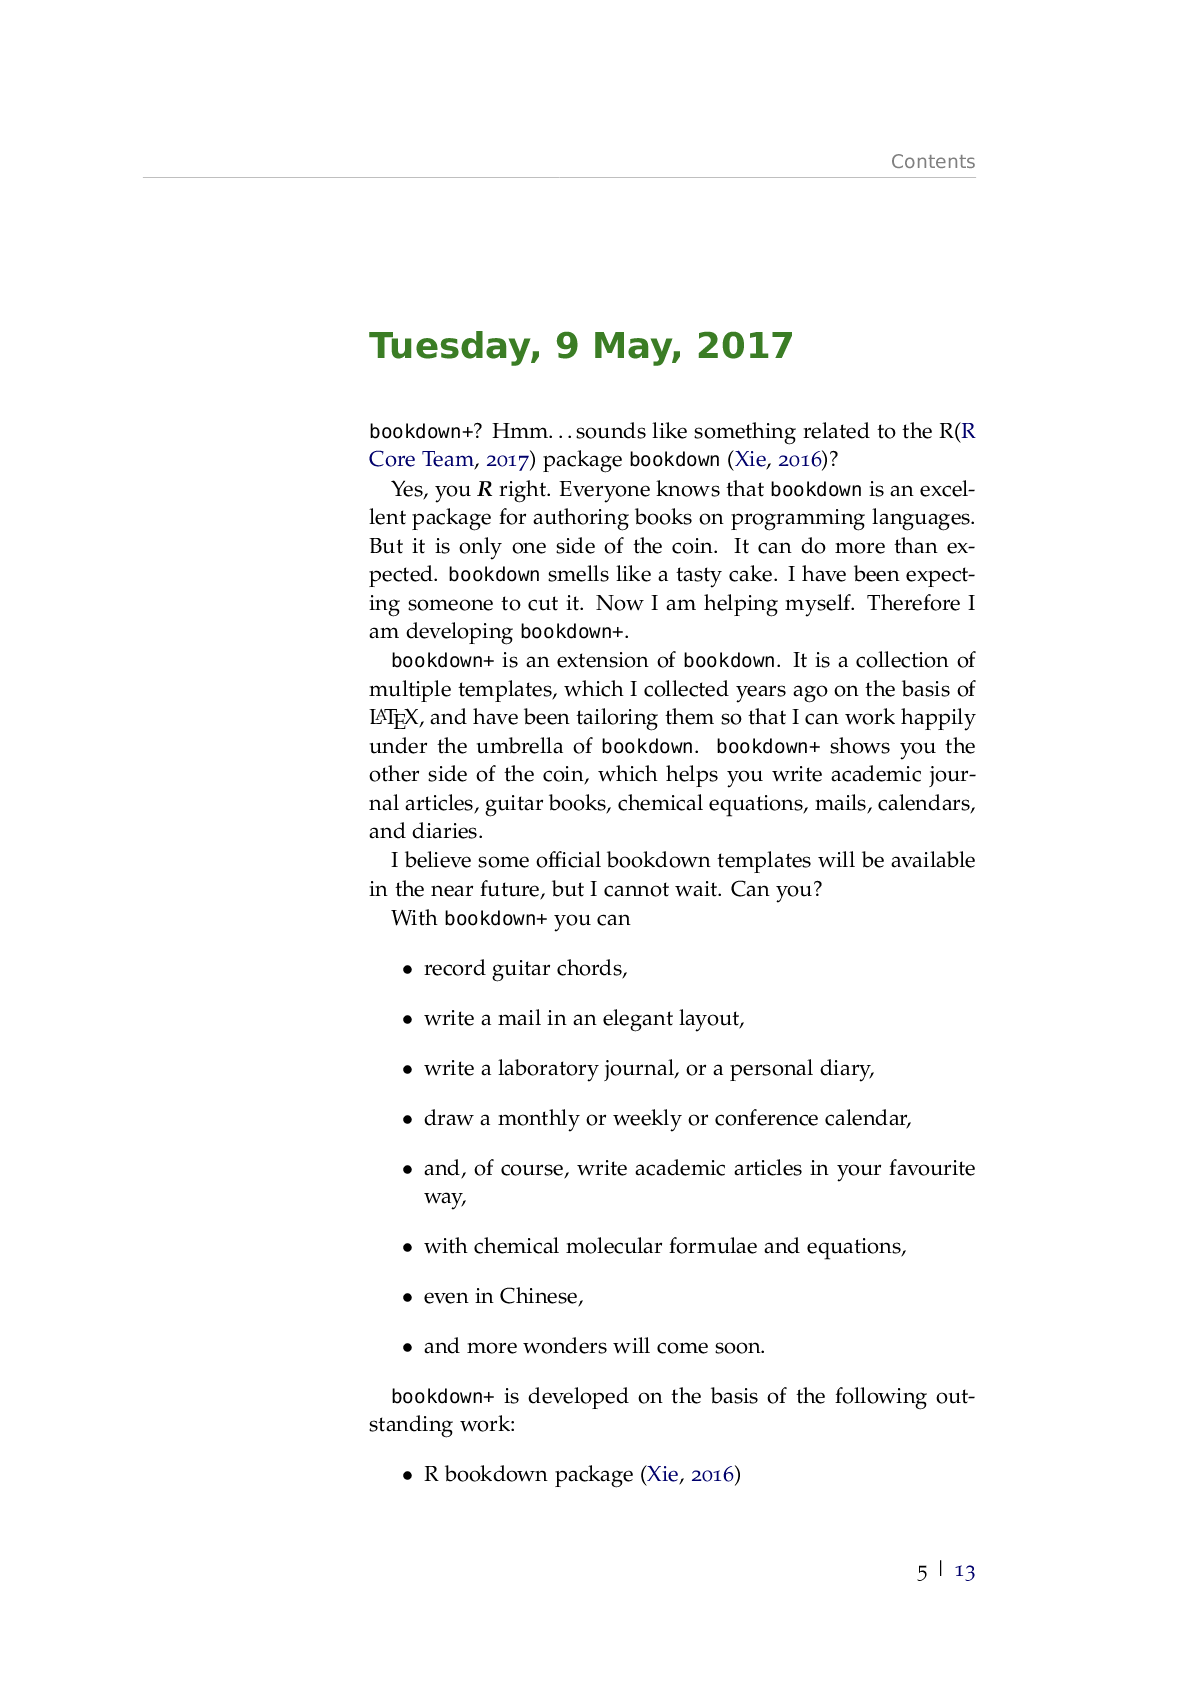 Contents
Tuesday, 9 May, 2017
bookdown+? Hmm...sounds like something related to the R(R
Core Team, 2017) package bookdown (Xie, 2016)?
Yes, you R right. Everyone knows that bookdown is an excel-
lent package for authoring books on programming languages.
But it is only one side of the coin. It can do more than ex-
pected. bookdown smells like a tasty cake. I have been expect-
ing someone to cut it. Now I am helping myself. Therefore I
am developing bookdown+.
bookdown+ is an extension of bookdown. It is a collection of
multiple templates, which I collected years ago on the basis of
LATEX, and have been tailoring them so that I can work happily
under the umbrella of bookdown. bookdown+ shows you the
other side of the coin, which helps you write academic jour-
nal articles, guitar books, chemical equations, mails, calendars,
and diaries.
I believe some official bookdown templates will be available
in the near future, but I cannot wait. Can you?
With bookdown+ you can
• record guitar chords,
• write a mail in an elegant layout,
• write a laboratory journal, or a personal diary,
• draw a monthly or weekly or conference calendar,
• and, of course, write academic articles in your favourite
way,
• with chemical molecular formulae and equations,
• even in Chinese,
• and more wonders will come soon.
bookdown+ is developed on the basis of the following out-
standing work:
• R bookdown package (Xie, 2016)
5 | 13